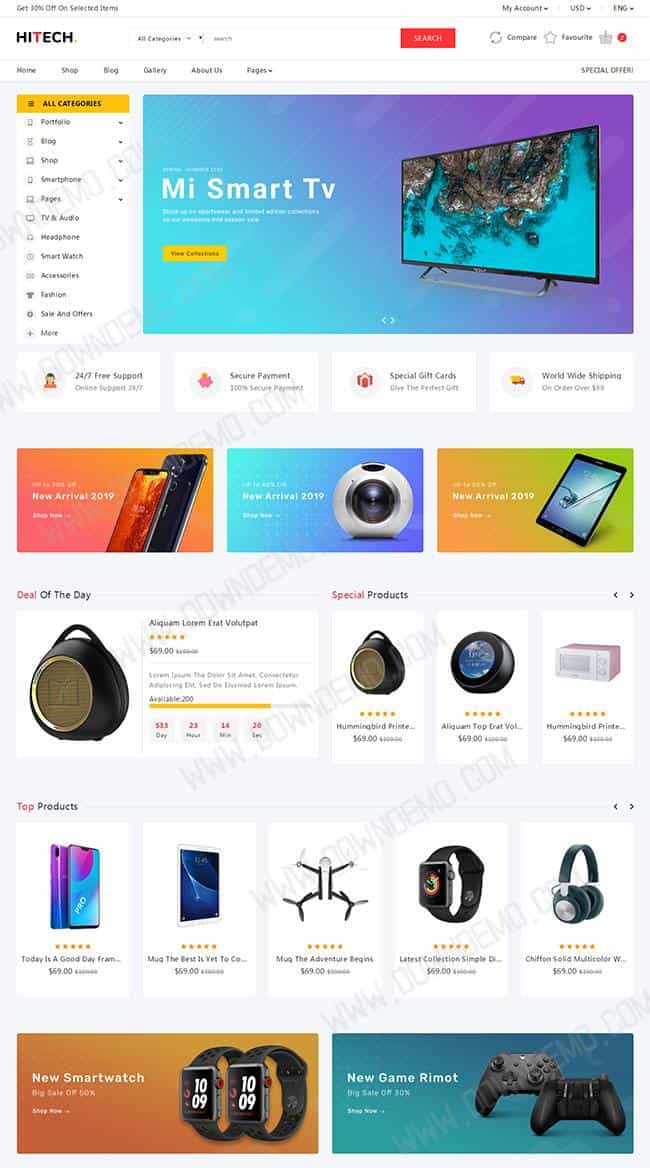 Get 30% Off On Selected Items
My Account
USD
ENG
HITECH.
All Categories
search
SEARCH
Compare
Favourite
2
Home
Shop
Blog
Gallery
About Us
Pages
SPECIAL OFFER!
ALL CATEGORIES
Portfolio
Blog
Shop
Smartphone
Pages
TV & Audio
Headphone
Smart Watch
Accessories
Fashion
Sale And Offers
More
Mi Smart Tv
Stock up on sportswear and limited edition collections
on our awesome mid-season sale.
View Collections
24/7 Free Support
Online Support 24/7
Secure Payment
100% Secure Payment
Special Gift Cards
Give The Perfect Gift
World Wide Shipping
On Order Over $99
Up to 30% Off
New Arrival 2019
Shop Now →
Up to 40% Off
New Arrival 2019
Shop Now →
Up to 50% Off
New Arrival 2019
Shop Now →
Deal Of The Day
Aliquam Lorem Erat Volutpat
$69.00 $100.00
Lorem Ipsum The Dolor Sit Amet, Consectetur
Adipiscing Elit, Sed Do Eiusmod Lorem Ipsum
Available:200
533
Day
23
Hour
14
Min
20
Sec
Special Products
Hummingbird Printe...
$69.00 $100.00
Aliquam Top Erat Vol...
$69.00 $100.00
Hummingbird Printe...
$69.00 $100.00
Top Products
PRO
Today Is A Good Day Fram...
$69.00 $100.00
Mug The Best Is Yet To Co...
$69.00 $100.00
Mug The Adventure Begins
$69.00 $100.00
Latest Collection Simple Di...
$69.00 $100.00
Chiffon Solid Multicolor W...
$69.00 $100.00
New Smartwatch
Big Sale Off 50%
Shop Now →
10
09
10
09
New Game Rimot
Big Sale Off 30%
Shop Now →
WWW.DOWNDEMO.COM